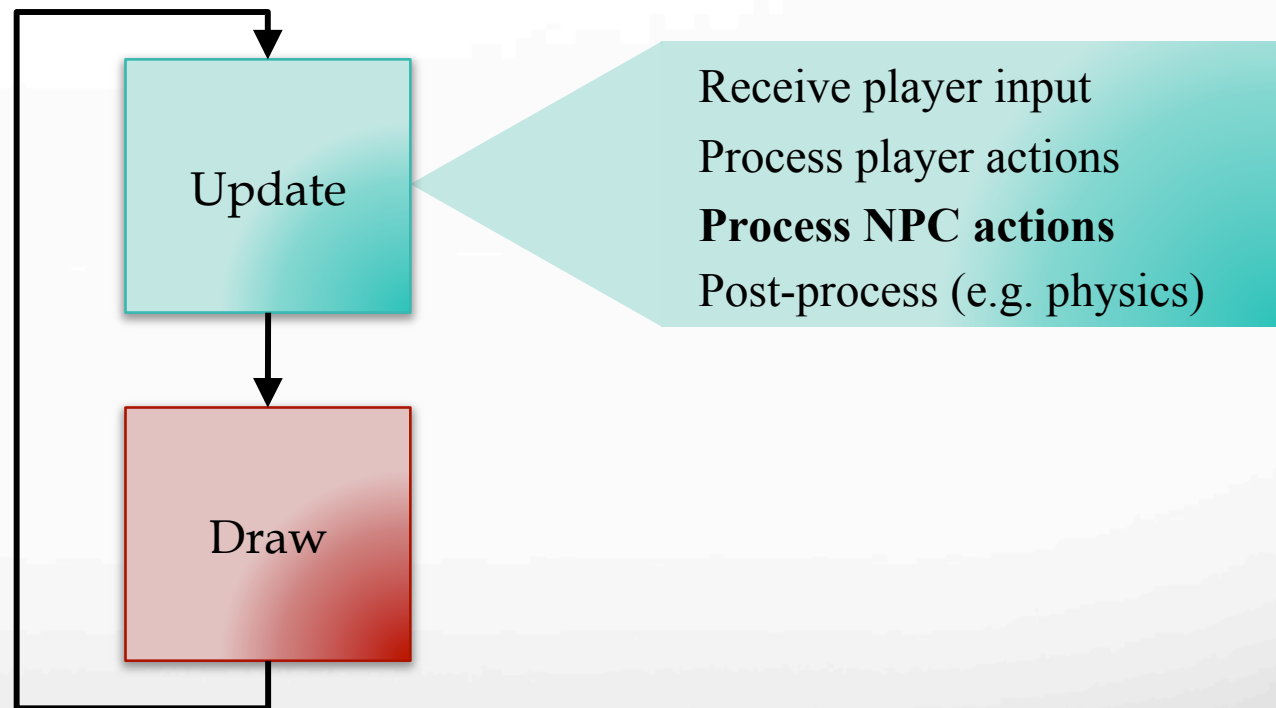 Update
Receive player input
Process player actions
Process NPC actions
Post-process (e.g. physics)
Draw